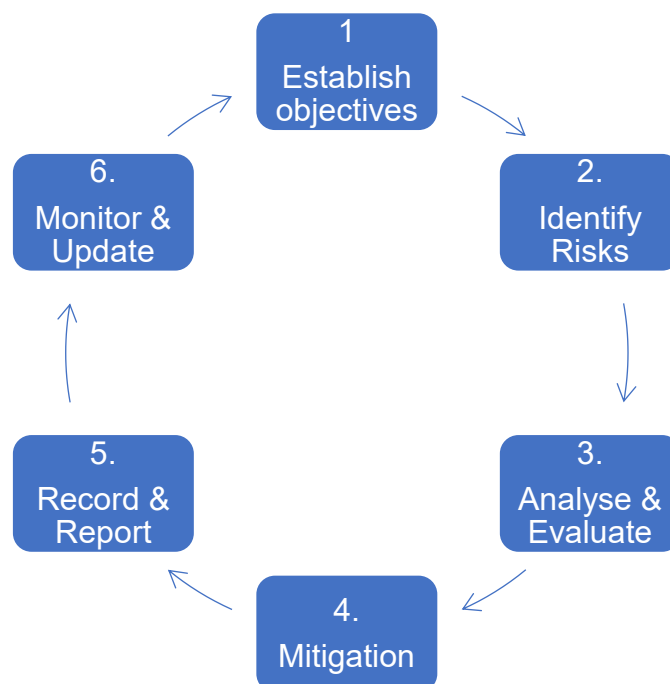 1
Establish
objectives
2.
Identify
Risks
3.
Analyse &
Evaluate
4.
Mitigation
5.
Record &
Report
6.
Monitor &
Update